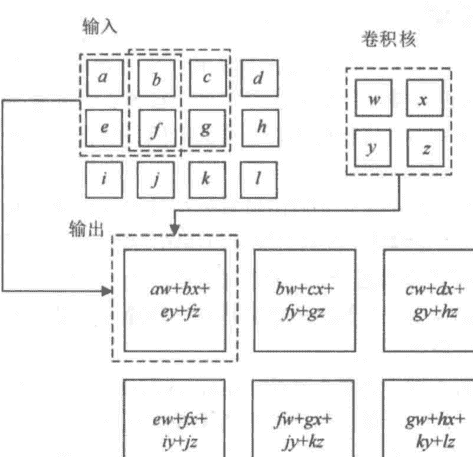 输入
卷积核
a b c d
w x
e f g h
y z
i j k l
输出
aw+bx+ bw+cx+ cw+dx+
ey+fz fy+gz gy+hz
ew+fx+ fw+gx+ gw+hx+
iy+jz jy+kz ky+lz